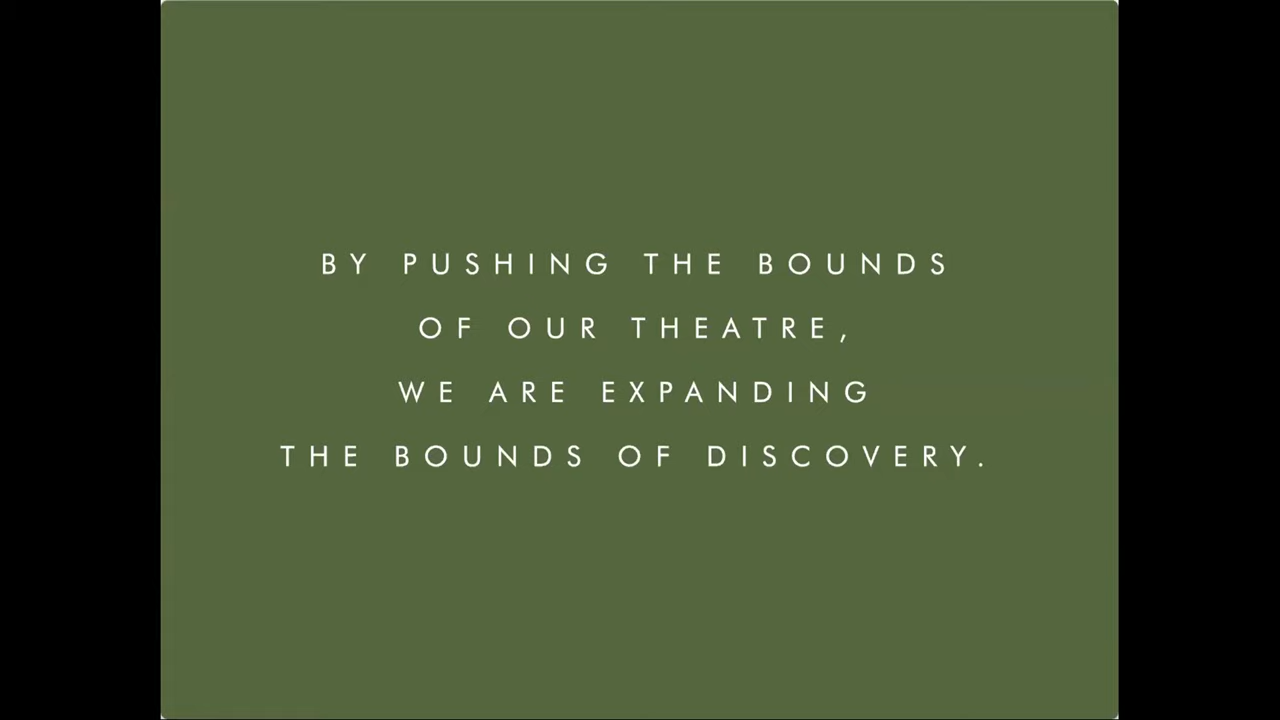 BY PUSHING THE BOUNDS
OF OUR THEATRE,
WE ARE EXPANDING
THE BOUNDS OF DISCOVERY.